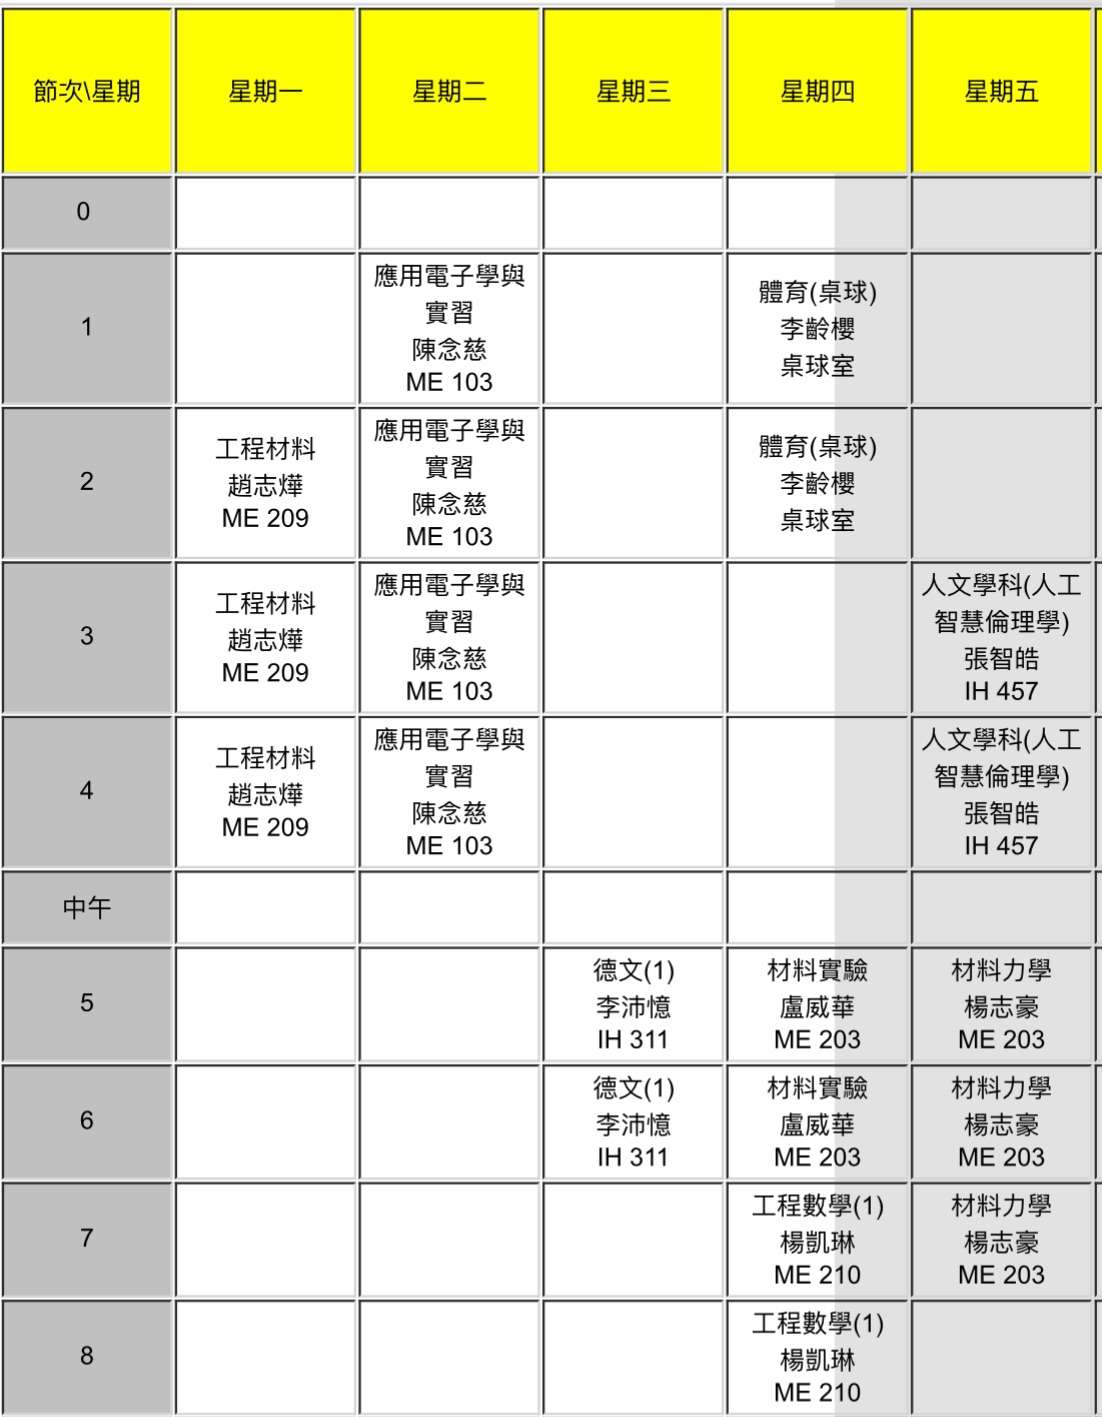 節次\星期 星期一 星期二 星期三 星期四 星期五
0
1
應用電子學與
實習
陳念慈
ME 103
體育(桌球)
李齡櫻
桌球室
2
工程材料
趙志燁
ME 209
應用電子學與
實習
陳念慈
ME 103
體育(桌球)
李齡櫻
桌球室
3
工程材料
趙志燁
ME 209
應用電子學與
實習
陳念慈
ME 103
人文學科(人工
智慧倫理學)
張智皓
IH 457
4
工程材料
趙志燁
ME 209
應用電子學與
實習
陳念慈
ME 103
人文學科(人工
智慧倫理學)
張智皓
IH 457
中午
5
德文(1)
李沛憶
IH 311
材料實驗
盧威華
ME 203
材料力學
楊志豪
ME 203
6
德文(1)
李沛憶
IH 311
材料實驗
盧威華
ME 203
材料力學
楊志豪
ME 203
7
工程數學(1)
楊凱琳
ME 210
材料力學
楊志豪
ME 203
8
工程數學(1)
楊凱琳
ME 210